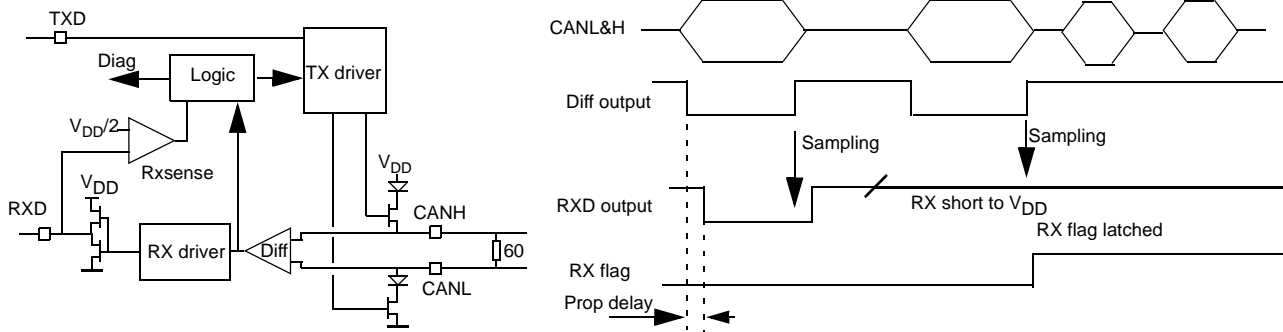 TXD
Diag
Logic
TX driver
VDD/2
Rxsense
VDD
VDD
RXD
CANH
RX driver
Diff
60
CANL
CANL&H
Diff output
Sampling
Sampling
RXD output
RX short to VDD
RX flag latched
RX flag
Prop delay